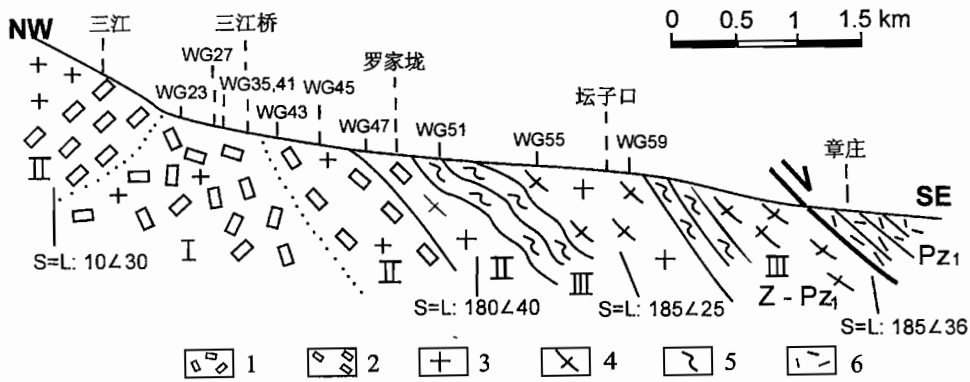 NW
三江
三江桥
0 0.5 1 1.5 km
WG27
罗家垅
WG23
WG35,41
WG45
坛子口
WG43
WG47
WG51
WG55
WG59
章庄
SE
II
I
II
II
III
III
Pz1
Z - Pz1
S=L: 10∠30
S=L: 180∠40
S=L: 185∠25
S=L: 185∠36
1 2 3 4 5 6